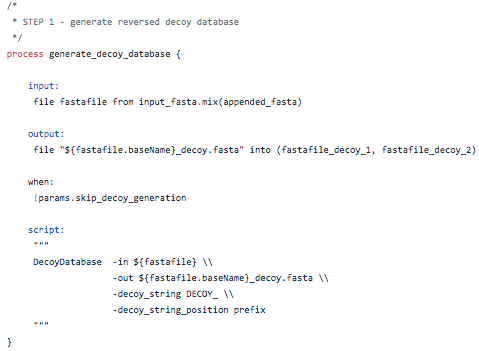 /*
 * STEP 1 - generate reversed decoy database
 */
process generate_decoy_database {

    input:
     file fastafile from input_fasta.mix(appended_fasta)

    output:
     file "${fastafile.baseName}_decoy.fasta" into (fastafile_decoy_1, fastafile_decoy_2)

    when:
     !params.skip_decoy_generation

    script:
     """
     DecoyDatabase  -in ${fastafile} \\
                    -out ${fastafile.baseName}_decoy.fasta \\
                    -decoy_string DECOY_ \\
                    -decoy_string_position prefix
     """
}